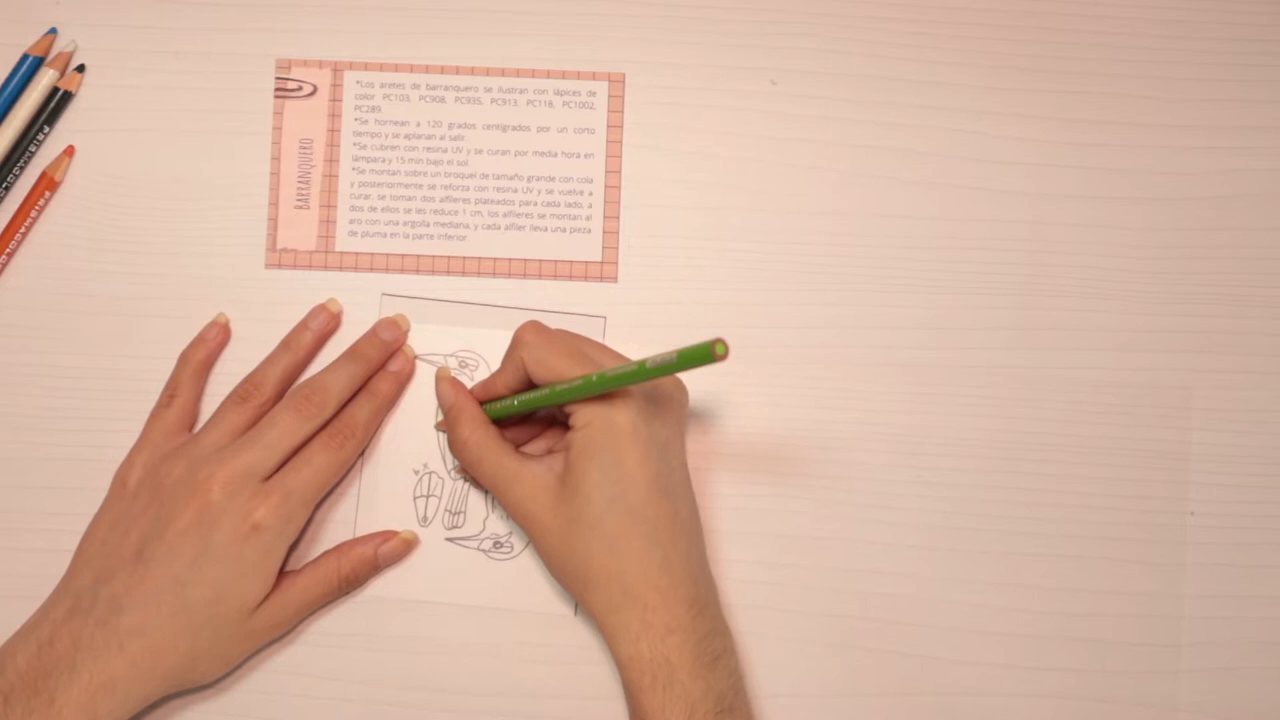 *Los aretes de barranquero se ilustran con lápices de
color PC103, PC908, PC935, PC913, PC118, PC1002,
PC289.
*Se hornean a 120 grados centígrados por un corto
tiempo y se aplanan al salir.
*Se cubren con resina UV y se curan por media hora en
lámpara y 15 min bajo el sol
*Se montan sobre un broquel de tamaño grande con cola
y posteriormente se reforza con resina UV y se vuelve a
curar, se toman dos alfileres plateados para cada lado, a
dos de ellos se les reduce 1 cm, los alfileres se montan al
aro con una argolla mediana, y cada alfiler lleva una pieza
de pluma en la parte inferior.
BARRANQUERO
PRISMACOLO